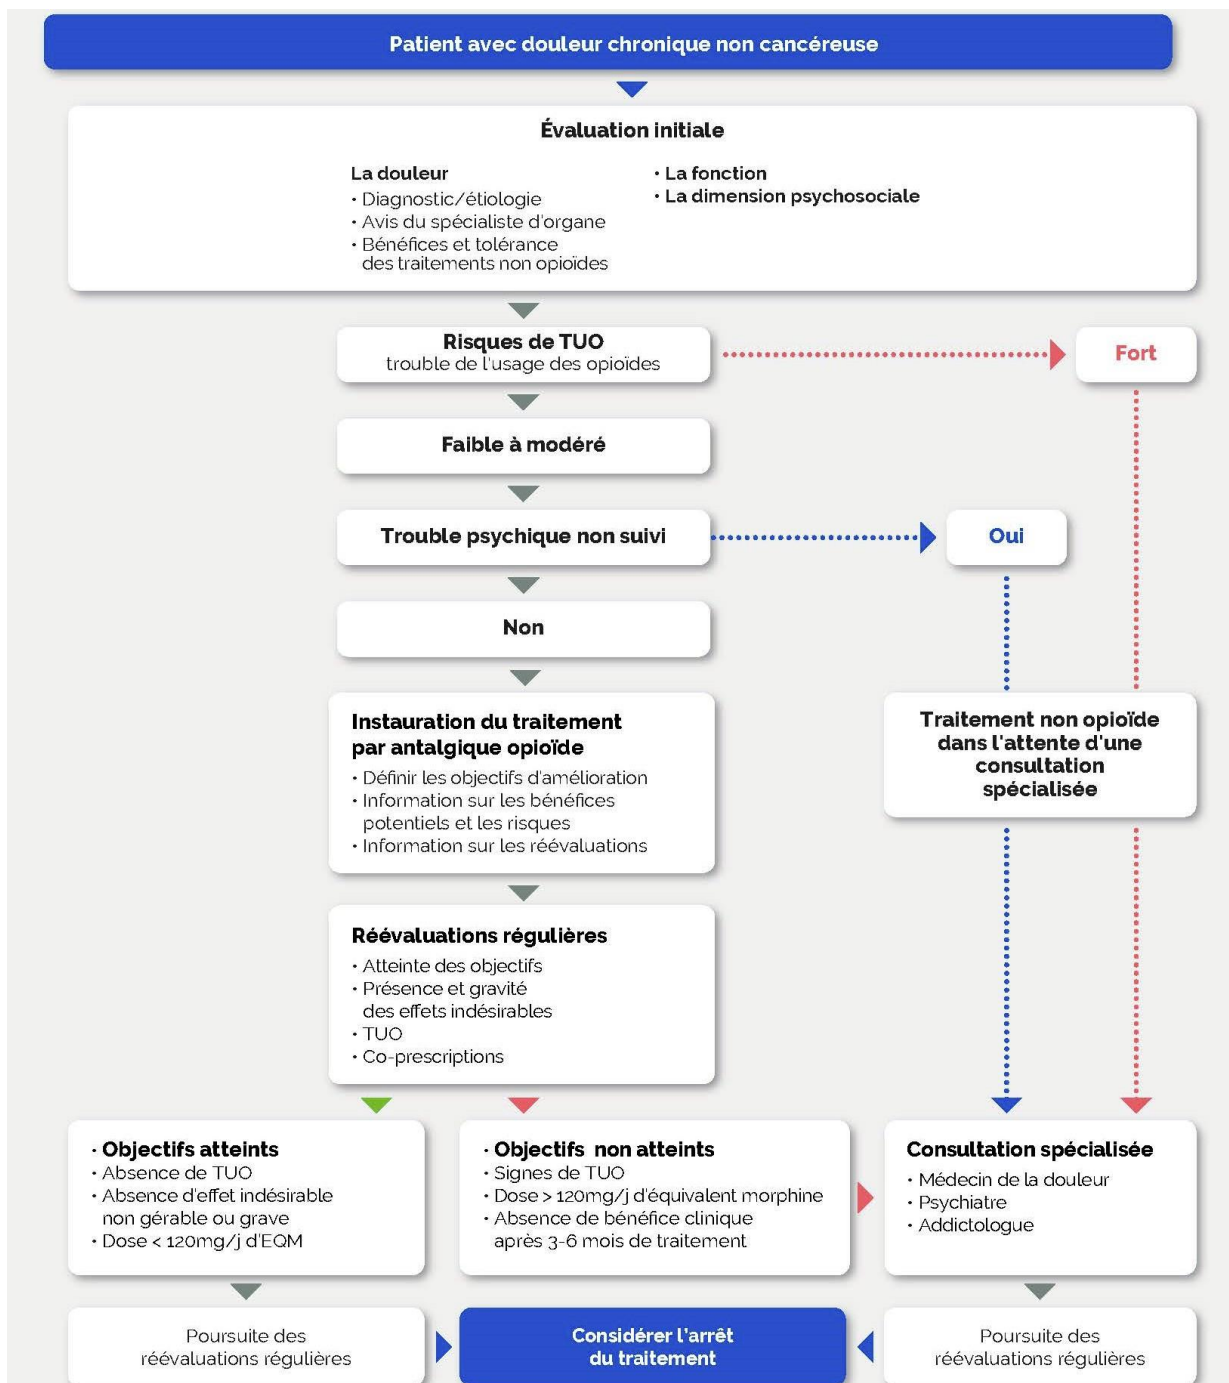 Patient avec douleur chronique non cancéreuse
Évaluation initiale
La douleur
· Diagnostic/étiologie
· Avis du spécialiste d'organe
· Bénéfices et tolérance
des traitements non opioïdes
· La fonction
· La dimension psychosociale
Risques de TUO
trouble de l'usage des opioïdes
Fort
Faible à modéré
Trouble psychique non suivi
Oui
Non
Instauration du traitement
par antalgique opioïde
· Définir les objectifs d'amélioration
· Information sur les bénéfices
potentiels et les risques
· Information sur les réévaluations
Traitement non opioïde
dans l'attente d'une
consultation
spécialisée
Réévaluations régulières
· Atteinte des objectifs
· Présence et gravité
des effets indésirables
· TUO
· Co-prescriptions
· Objectifs atteints
· Absence de TUO
· Absence d'effet indésirable
non gérable ou grave
· Dose < 120mg/j d'EQM
· Objectifs non atteints
· Signes de TUO
· Dose > 120mg/j d'équivalent morphine
· Absence de bénéfice clinique
après 3-6 mois de traitement
Consultation spécialisée
· Médecin de la douleur
· Psychiatre
· Addictologue
Poursuite des
réévaluations régulières
Considérer l'arrêt
du traitement
Poursuite des
réévaluations régulières